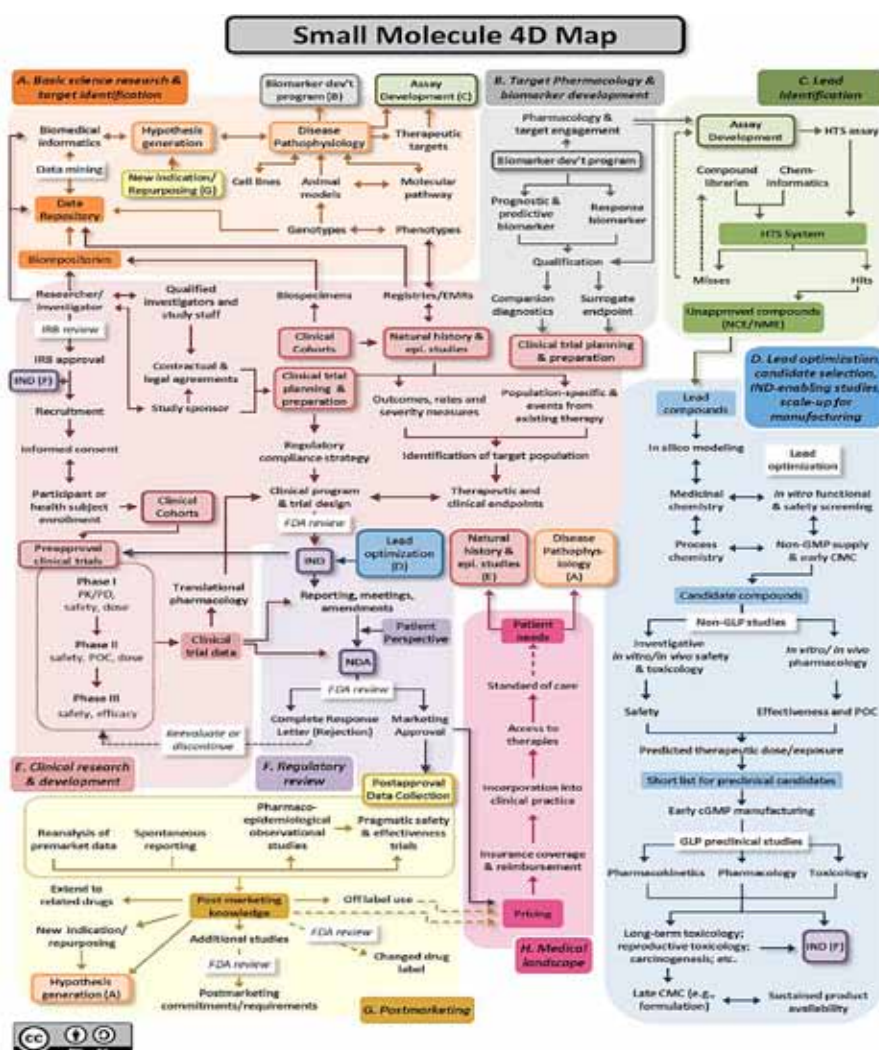 Small Molecule 4D Map
A. Basic science research &
target identification
Biomarker dev't
program (B)
Assay
Development (C)
Biomedical
informatics
Hypothesis
generation
Disease
Pathophysiology
Therapeutic
targets
Data mining
New indication/
Repurposing (G)
Cell lines
Animal
models
Molecular
pathway
Data
Repository
Genotypes
Phenotypes
Biorepositories
B. Target Pharmacology &
biomarker development
Pharmacology &
target engagement
Biomarker dev't program
Prognostic &
predictive
biomarker
Response
biomarker
Qualification
Companion
diagnostics
Surrogate
endpoint
Clinical trial planning
& preparation
C. Lead
Identification
Assay
Development
HTS assay
Compound
libraries
Chem-
informatics
HTS System
Misses
Hits
Unapproved compounds
(NCE/NME)
D. Lead optimization,
candidate selection,
IND-enabling studies,
scale-up for
manufacturing
Lead
compounds
In silico modeling
Lead
optimization
Medicinal
chemistry
In vitro functional
& safety screening
Process
chemistry
Non-GMP supply
& early CMC
Candidate compounds
Non-GLP studies
Investigative
in vitro/in vivo safety
& toxicology
In vitro/ in vivo
pharmacology
Safety
Effectiveness and POC
Predicted therapeutic dose/exposure
Short list for preclinical candidates
Early cGMP manufacturing
GLP preclinical studies
Pharmacokinetics
Pharmacology
Toxicology
Long-term toxicology;
reproductive toxicology;
carcinogenesis; etc.
IND (F)
Late CMC (e.g.,
formulation)
Sustained product
availability
Researcher/
investigator
IRB review
IRB approval
IND (F)
Recruitment
Informed consent
Participant or
health subject
enrollment
Qualified
investigators and
study staff
Contractual &
legal agreements
Study sponsor
Biospecimens
Registries/EMRs
Clinical
Cohorts
Natural history &
epi. studies
Clinical trial
planning &
preparation
Outcomes, rates and
severity measures
Population-specific &
events from
existing therapy
Regulatory
compliance strategy
Identification of target population
Clinical program
& trial design
Therapeutic and
clinical endpoints
FDA review
Clinical
Cohorts
Preapproval
clinical trials
Phase I
PK/PD,
safety, dose
Phase II
safety, POC, dose
Phase III
safety, efficacy
Translational
pharmacology
Clinical
trial data
Reevaluate or
discontinue
E. Clinical research
& development
IND
Lead
optimization
(D)
Reporting, meetings,
amendments
Patient
Perspective
NDA
FDA review
Complete Response
Letter (Rejection)
Marketing
Approval
F. Regulatory
review
Natural
history &
epi. studies
(E)
Disease
Pathophys-
iology (A)
Patient
needs
Standard of care
Access to
therapies
Incorporation into
clinical practice
Insurance coverage
& reimbursement
Pricing
H. Medical
landscape
Postapproval
Data Collection
Reanalysis of
premarket data
Spontaneous
reporting
Pharmaco-
epidemiological
observational
studies
Pragmatic safety
& effectiveness
trials
Extend to
related drugs
Post marketing
knowledge
Off label use
New indication/
repurposing
Additional studies
FDA review
FDA review
Changed drug
label
Hypothesis
generation (A)
Postmarketing
commitments/requirements
G. Postmarketing
cc